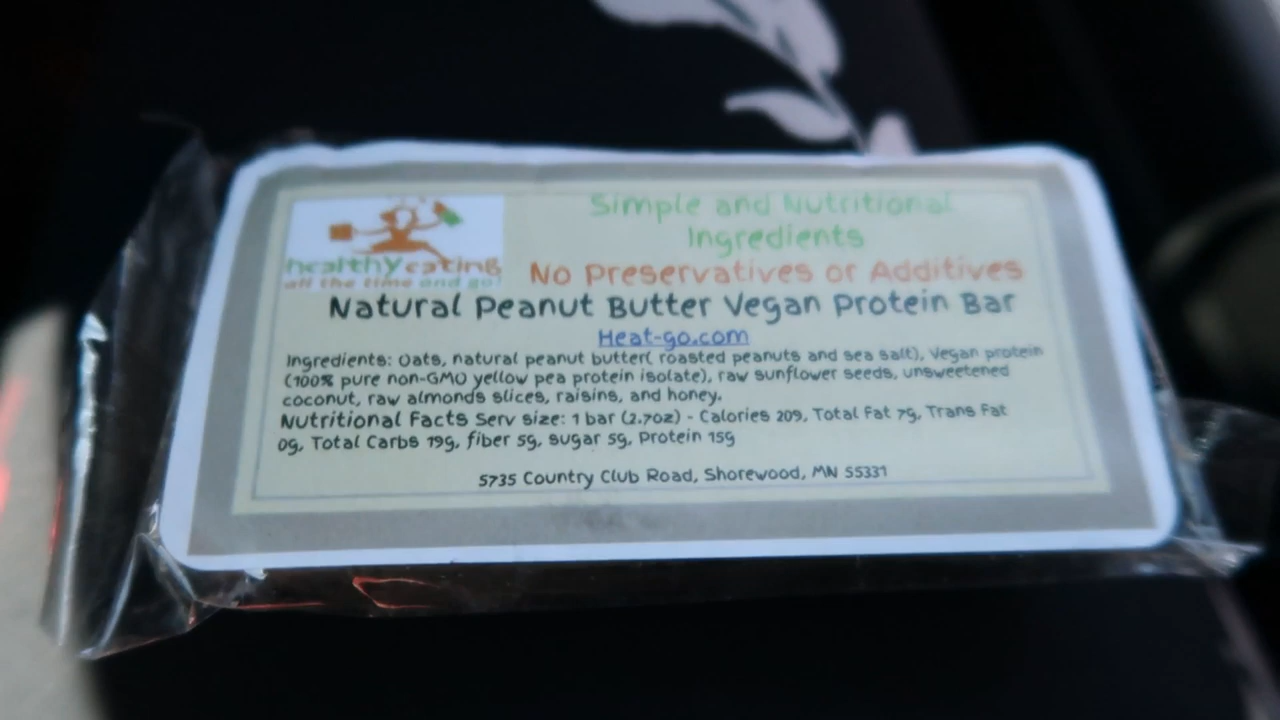 healthy eating
all the time and go!
Simple and Nutritional
Ingredients
No Preservatives or Additives
Natural Peanut Butter Vegan Protein Bar
Heat-go.com
Ingredients: Oats, natural peanut butter( roasted peanuts and sea salt), Vegan protein
(100% pure non-GMO yellow pea protein isolate), raw sunflower seeds, unsweetened
coconut, raw almonds slices, raisins, and honey.
Nutritional Facts Serv size: 1 bar (2.7oz) - Calories 209, Total Fat 7g, Trans Fat
0g, Total Carbs 19g, fiber 5g, sugar 5g, Protein 15g
5735 Country Club Road, Shorewood, MN 55331